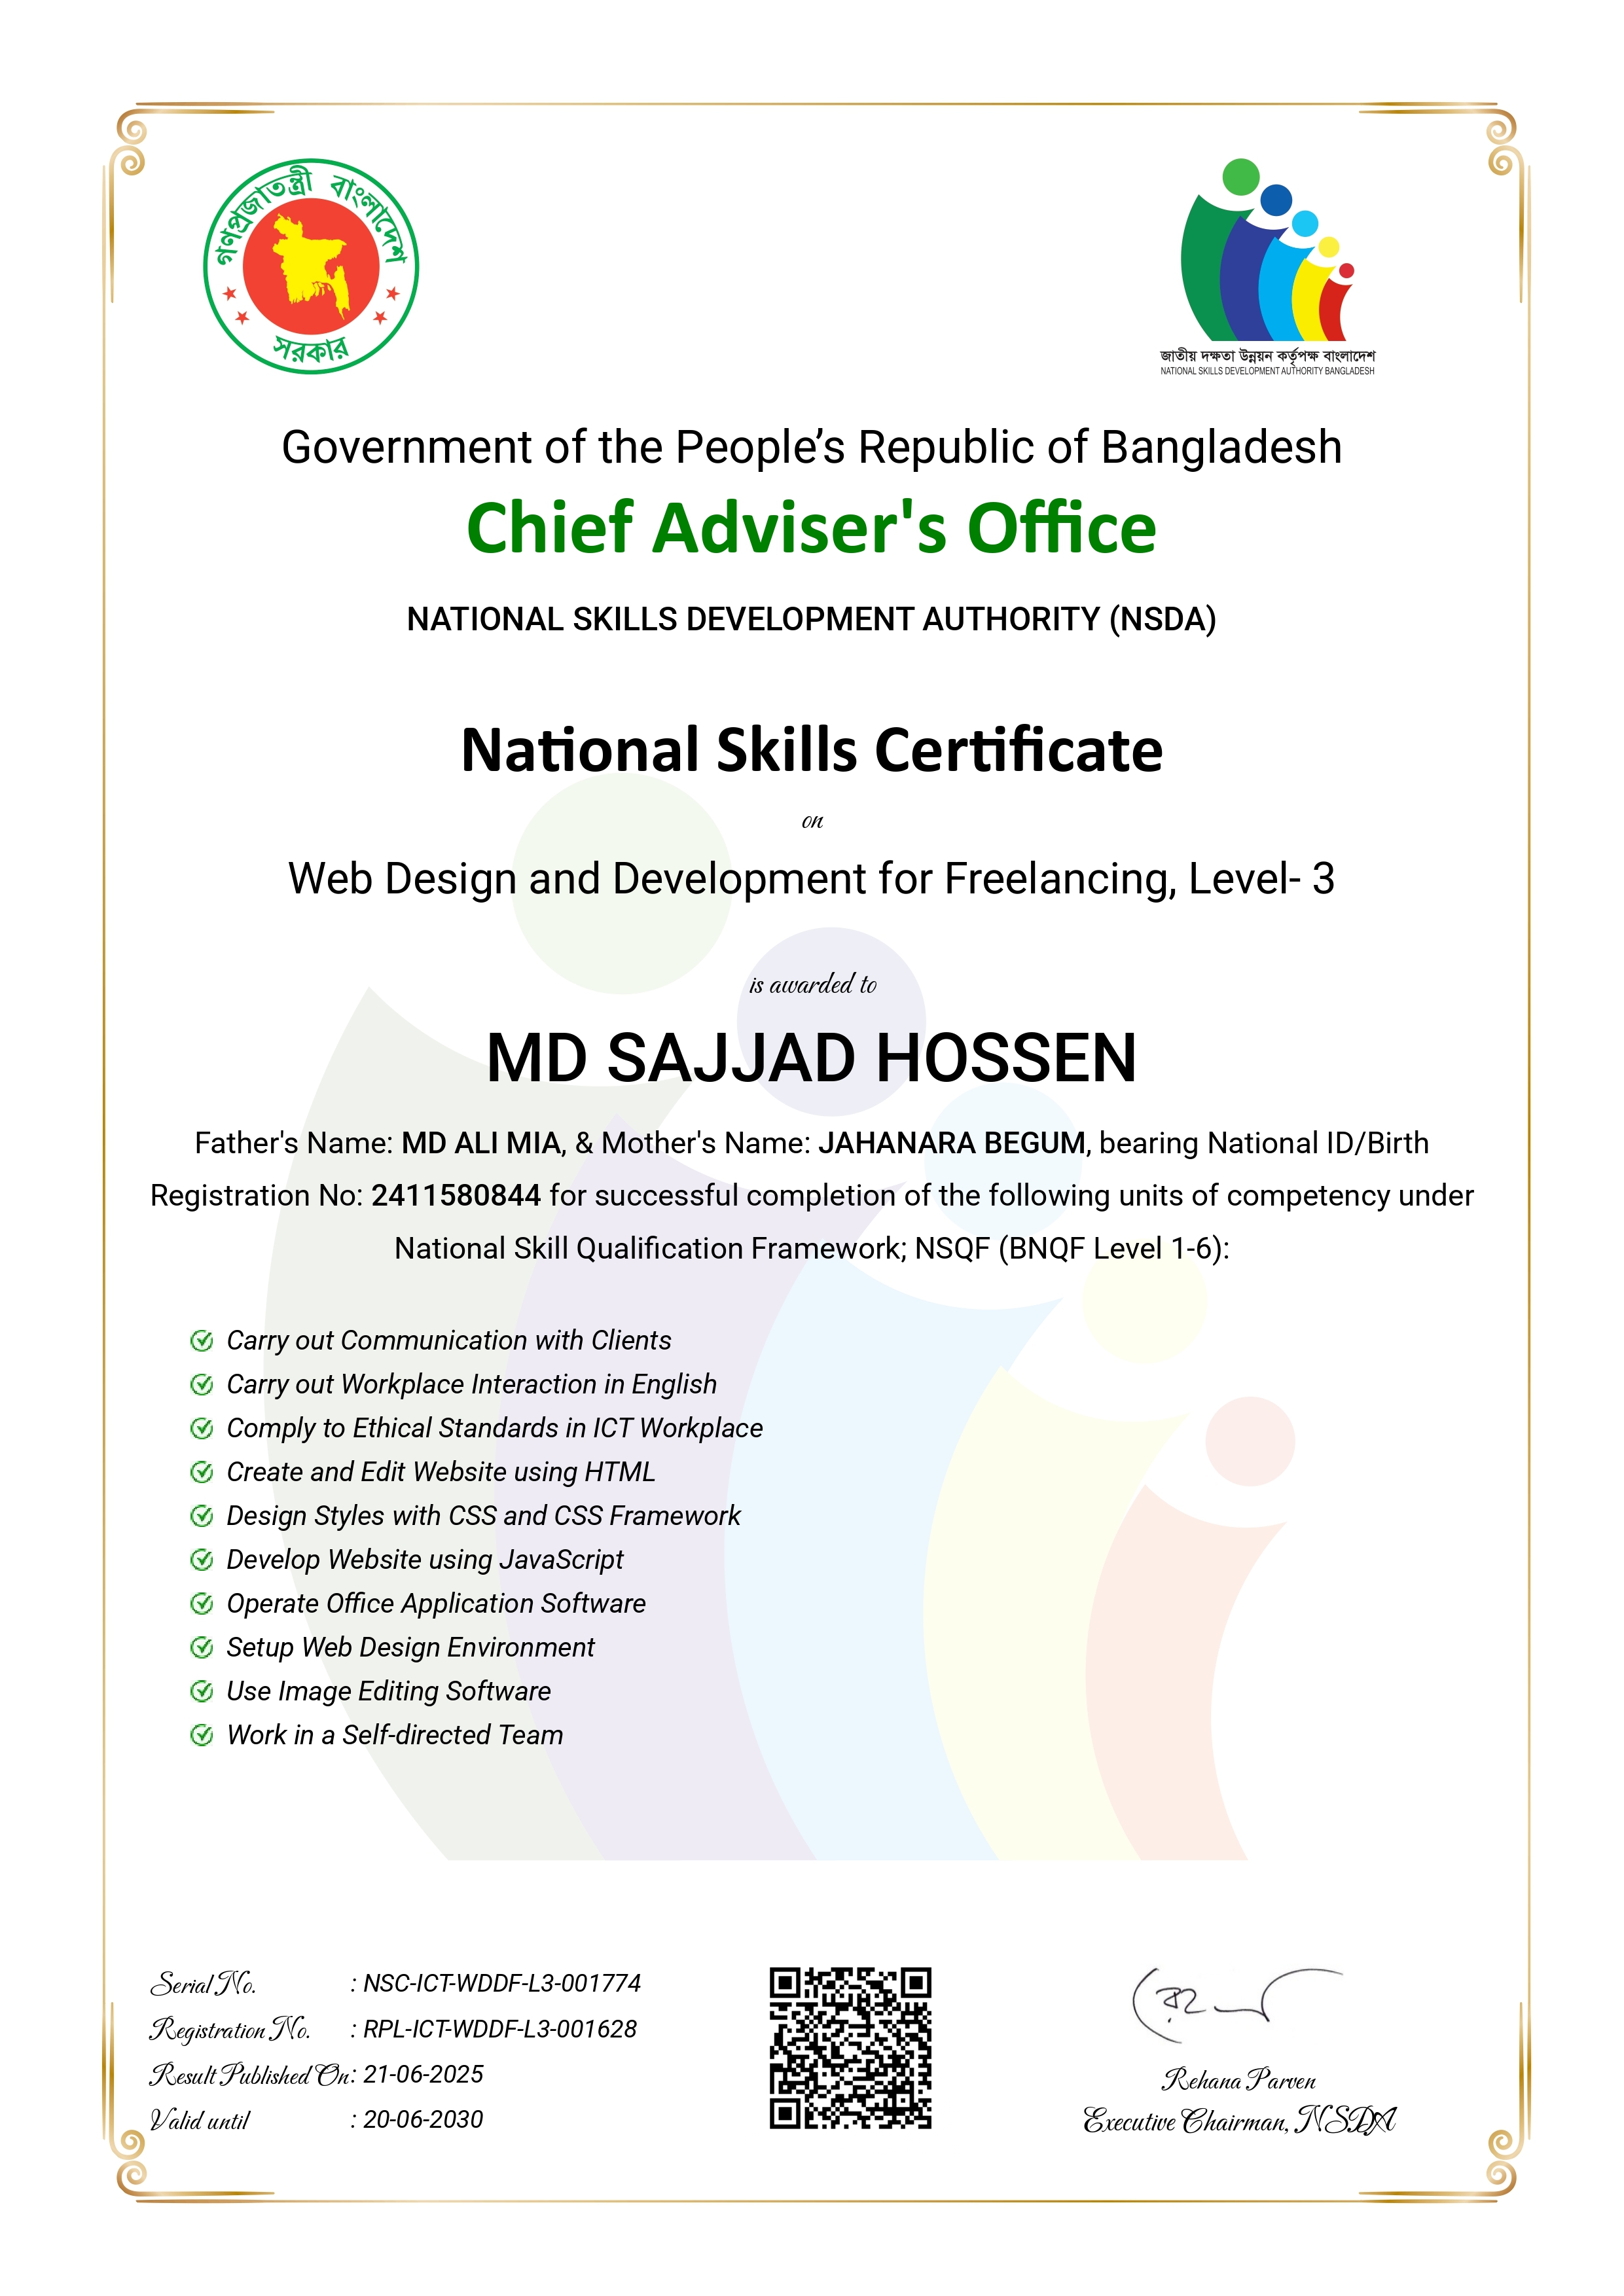 গণপ্রজাতন্ত্রী বাংলাদেশ
সরকার
জাতীয় দক্ষতা উন্নয়ন কর্তৃপক্ষ বাংলাদেশ
NATIONAL SKILLS DEVELOPMENT AUTHORITY BANGLADESH
Government of the People’s Republic of Bangladesh
Chief Adviser's Office
NATIONAL SKILLS DEVELOPMENT AUTHORITY (NSDA)
National Skills Certificate
on
Web Design and Development for Freelancing, Level- 3
is awarded to
MD SAJJAD HOSSEN
Father's Name: MD ALI MIA, & Mother's Name: JAHANARA BEGUM, bearing National ID/Birth
Registration No: 2411580844 for successful completion of the following units of competency under
National Skill Qualification Framework; NSQF (BNQF Level 1-6):
Carry out Communication with Clients
Carry out Workplace Interaction in English
Comply to Ethical Standards in ICT Workplace
Create and Edit Website using HTML
Design Styles with CSS and CSS Framework
Develop Website using JavaScript
Operate Office Application Software
Setup Web Design Environment
Use Image Editing Software
Work in a Self-directed Team
Serial No. : NSC-ICT-WDDF-L3-001774
Registration No. : RPL-ICT-WDDF-L3-001628
Result Published On : 21-06-2025
Valid until : 20-06-2030
Rehana Parven
Executive Chairman, NSDA